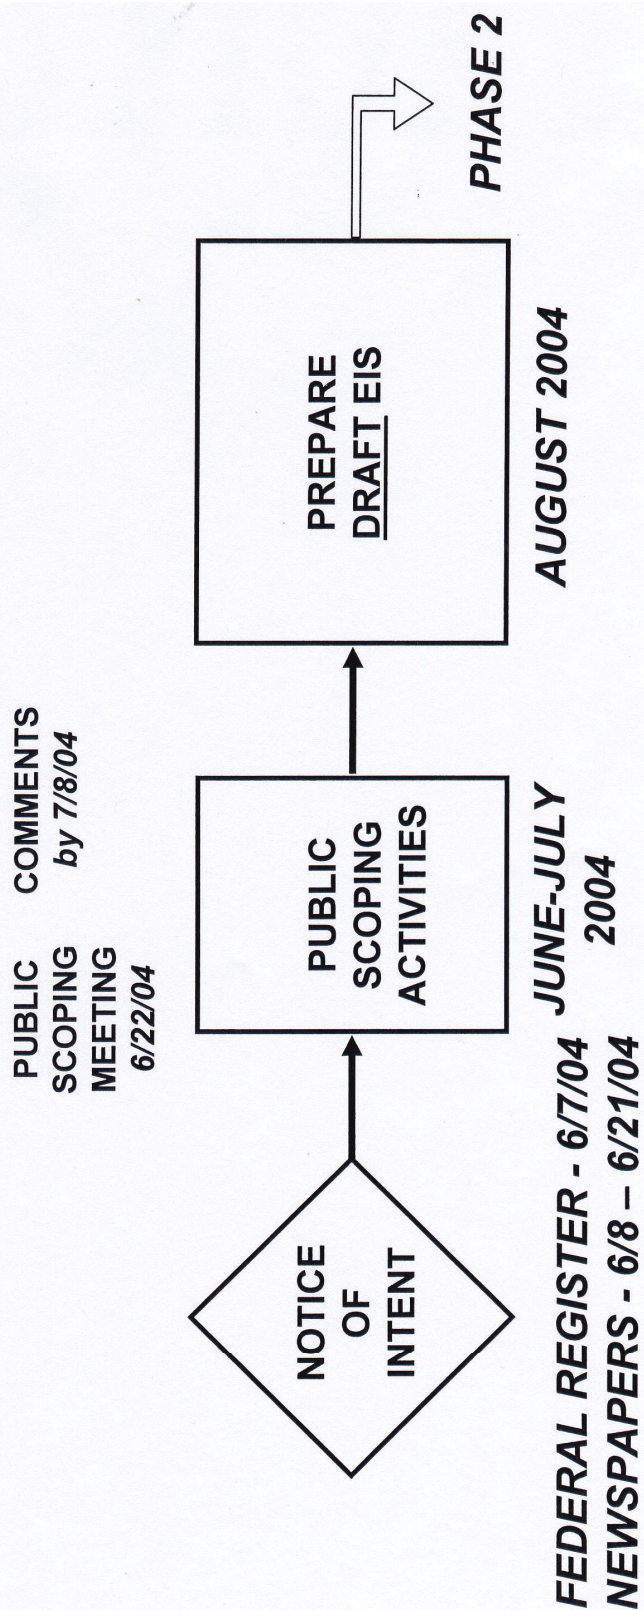 PUBLIC
SCOPING
MEETING
6/22/04
COMMENTS
by 7/8/04
NOTICE
OF
INTENT
PUBLIC
SCOPING
ACTIVITIES
PREPARE
DRAFT EIS
PHASE 2
FEDERAL REGISTER - 6/7/04
NEWSPAPERS - 6/8 – 6/21/04
JUNE-JULY
2004
AUGUST 2004